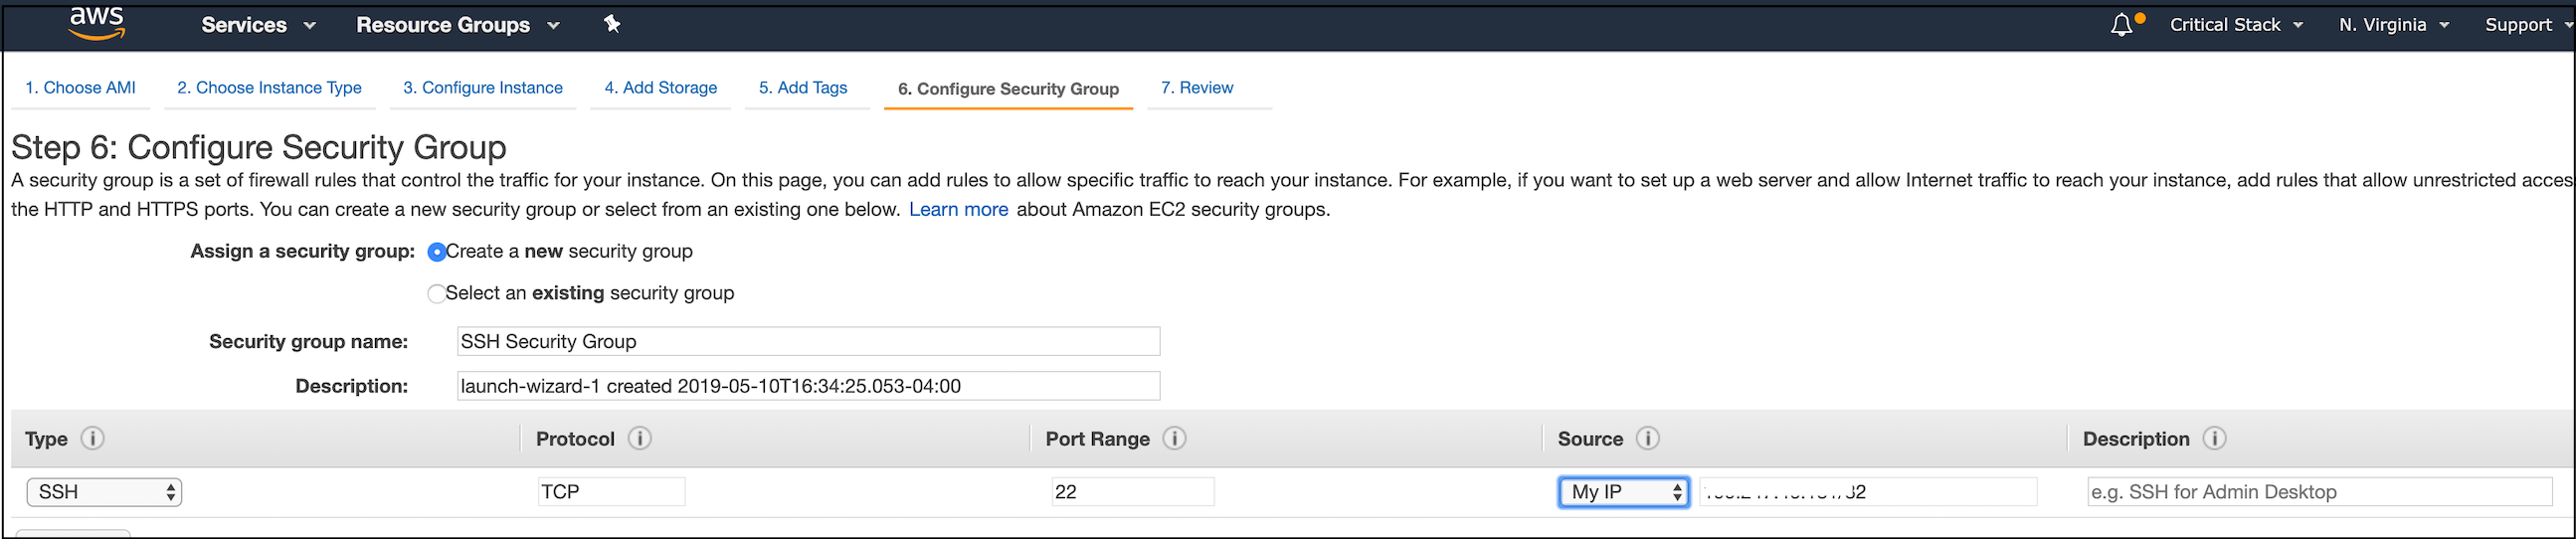 aws Services Resource Groups Critical Stack N. Virginia Support
1. Choose AMI 2. Choose Instance Type 3. Configure Instance 4. Add Storage 5. Add Tags 6. Configure Security Group 7. Review
Step 6: Configure Security Group
A security group is a set of firewall rules that control the traffic for your instance. On this page, you can add rules to allow specific traffic to reach your instance. For example, if you want to set up a web server and allow Internet traffic to reach your instance, add rules that allow unrestricted acces
the HTTP and HTTPS ports. You can create a new security group or select from an existing one below. Learn more about Amazon EC2 security groups.
Assign a security group: Create a new security group
Select an existing security group
Security group name: SSH Security Group
Description: launch-wizard-1 created 2019-05-10T16:34:25.053-04:00
Type Protocol Port Range Source Description
SSH TCP 22 My IP e.g. SSH for Admin Desktop